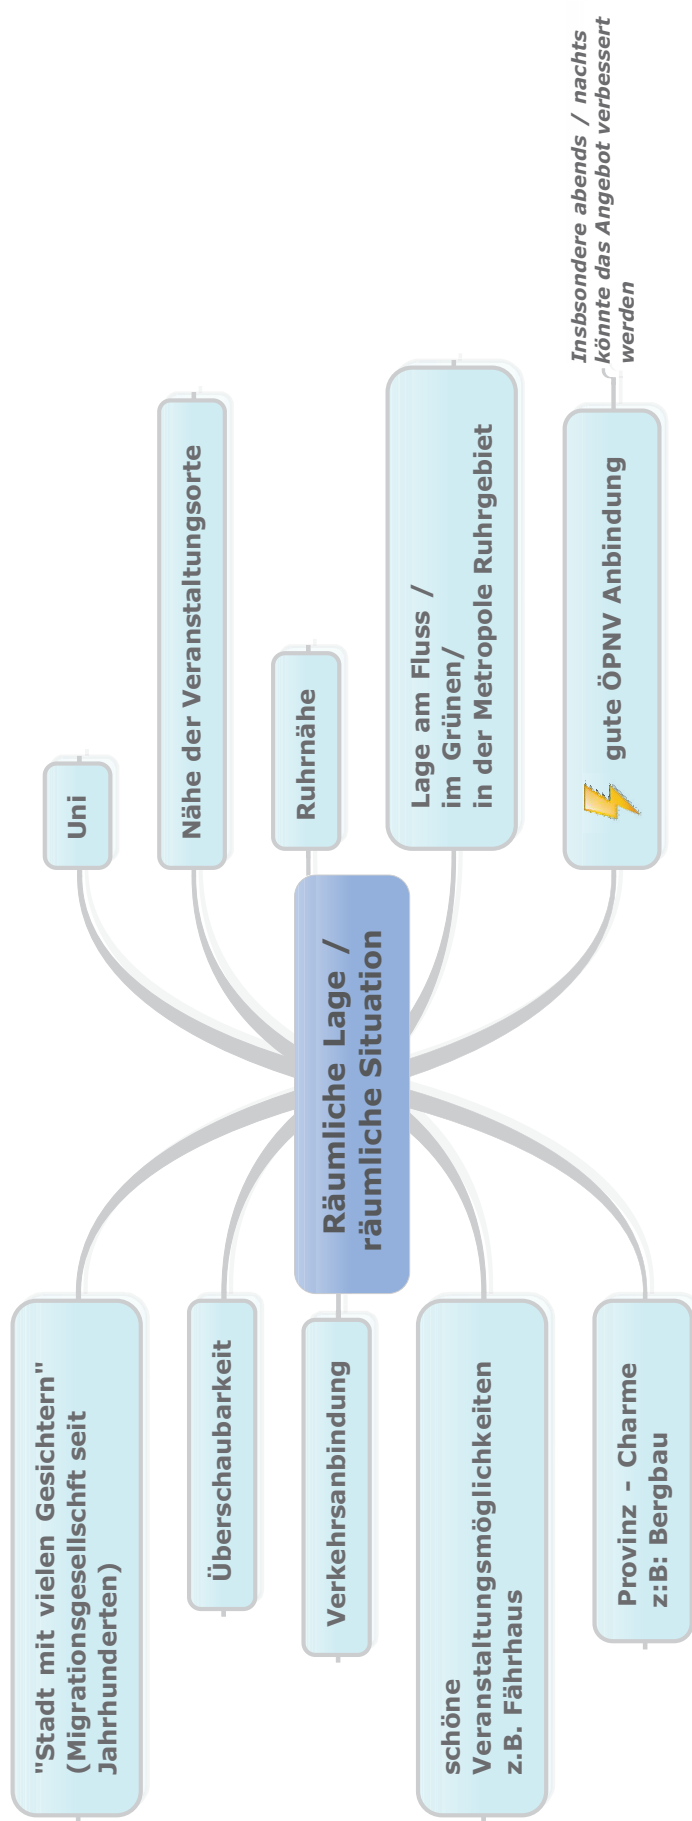 Räumliche Lage /
räumliche Situation
Uni
Nähe der Veranstaltungsorte
Ruhrnähe
Lage am Fluss /
im Grünen/
in der Metropole Ruhrgebiet
gute ÖPNV Anbindung
Insbsondere abends / nachts
könnte das Angebot verbessert
werden
"Stadt mit vielen Gesichtern"
(Migrationsgesellschft seit
Jahrhunderten)
Überschaubarkeit
Verkehrsanbindung
schöne
Veranstaltungsmöglichkeiten
z.B. Fährhaus
Provinz - Charme
z:B: Bergbau